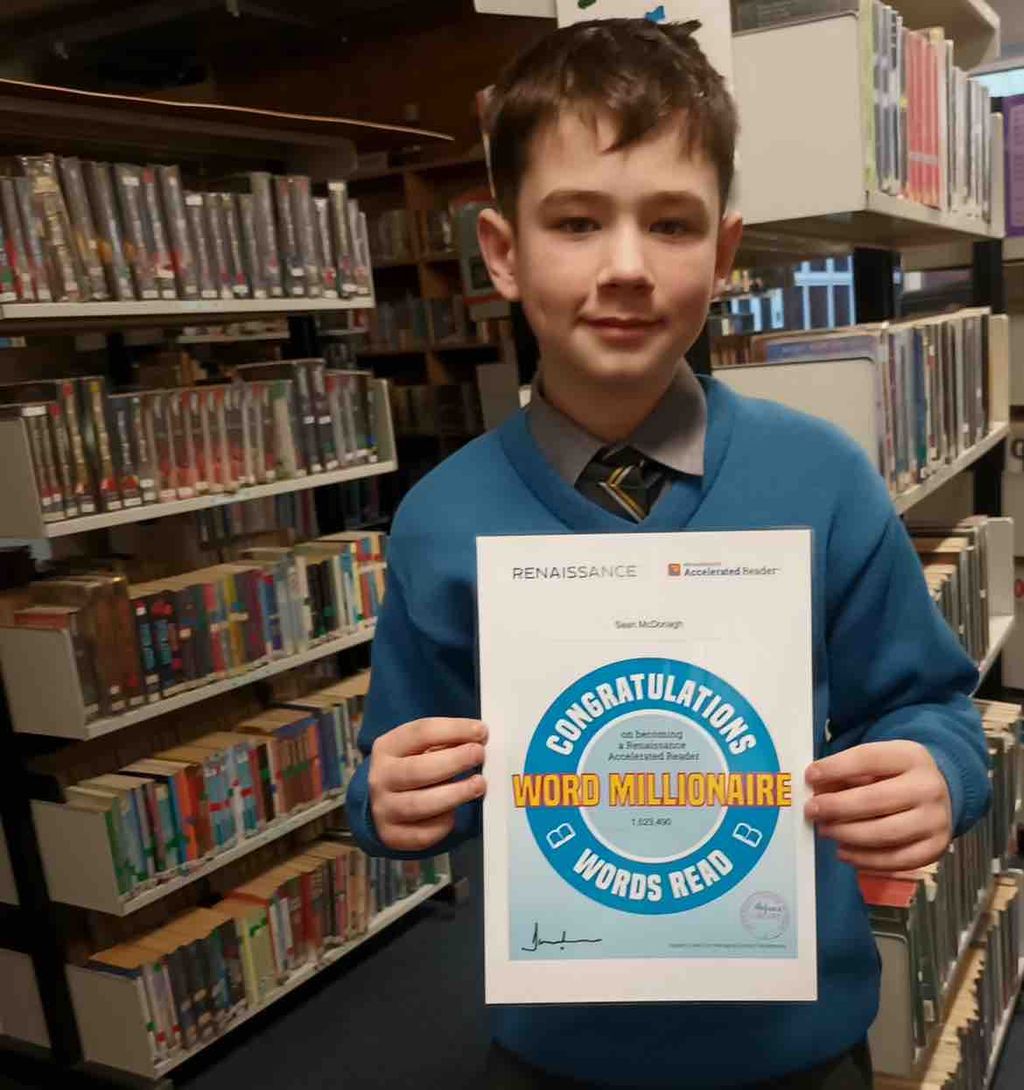 RENAISSANCE
Accelerated Reader
Sean McDonagh
CONGRATULATIONS
on becoming
a Renaissance
Accelerated Reader
WORD MILLIONAIRE
1,023,490
WORDS READ